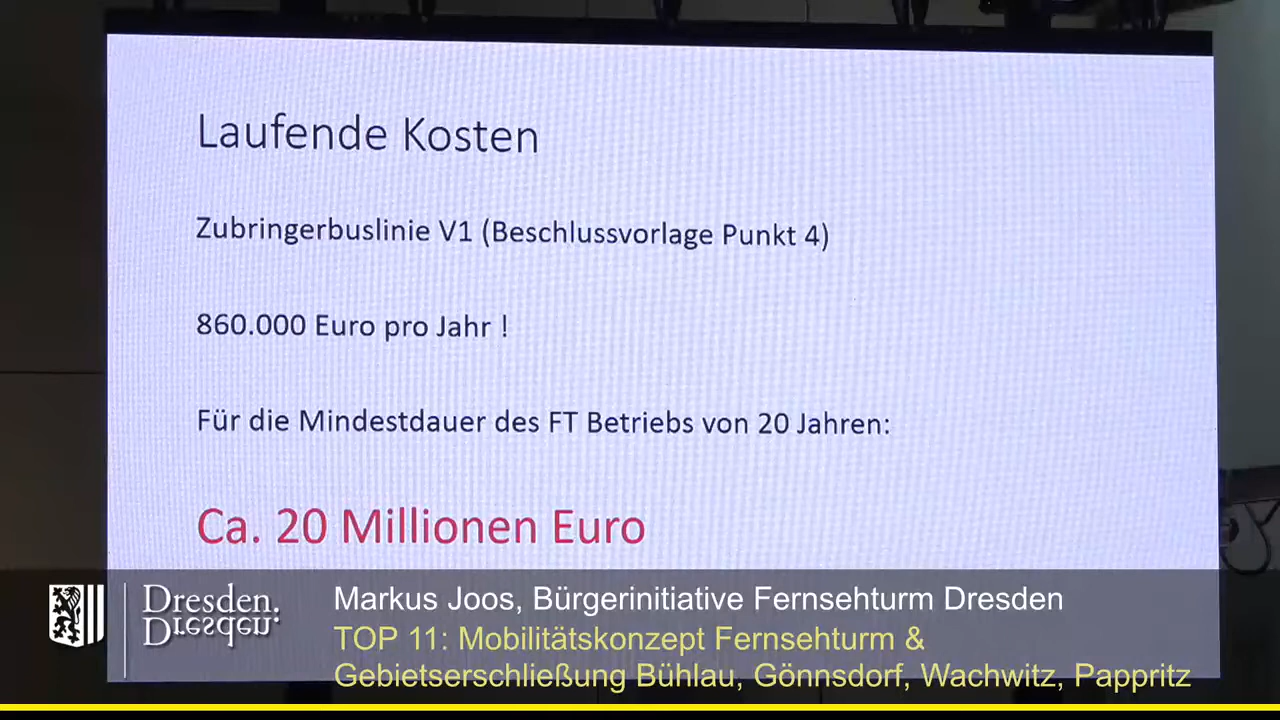 Laufende Kosten
Zubringerbuslinie V1 (Beschlussvorlage Punkt 4)
860.000 Euro pro Jahr !
Für die Mindestdauer des FT Betriebs von 20 Jahren:
Ca. 20 Millionen Euro
Dresden.
Dresden.
Markus Joos, Bürgerinitiative Fernsehturm Dresden
TOP 11: Mobilitätskonzept Fernsehturm &
Gebietserschließung Bühlau, Gönnsdorf, Wachwitz, Pappritz